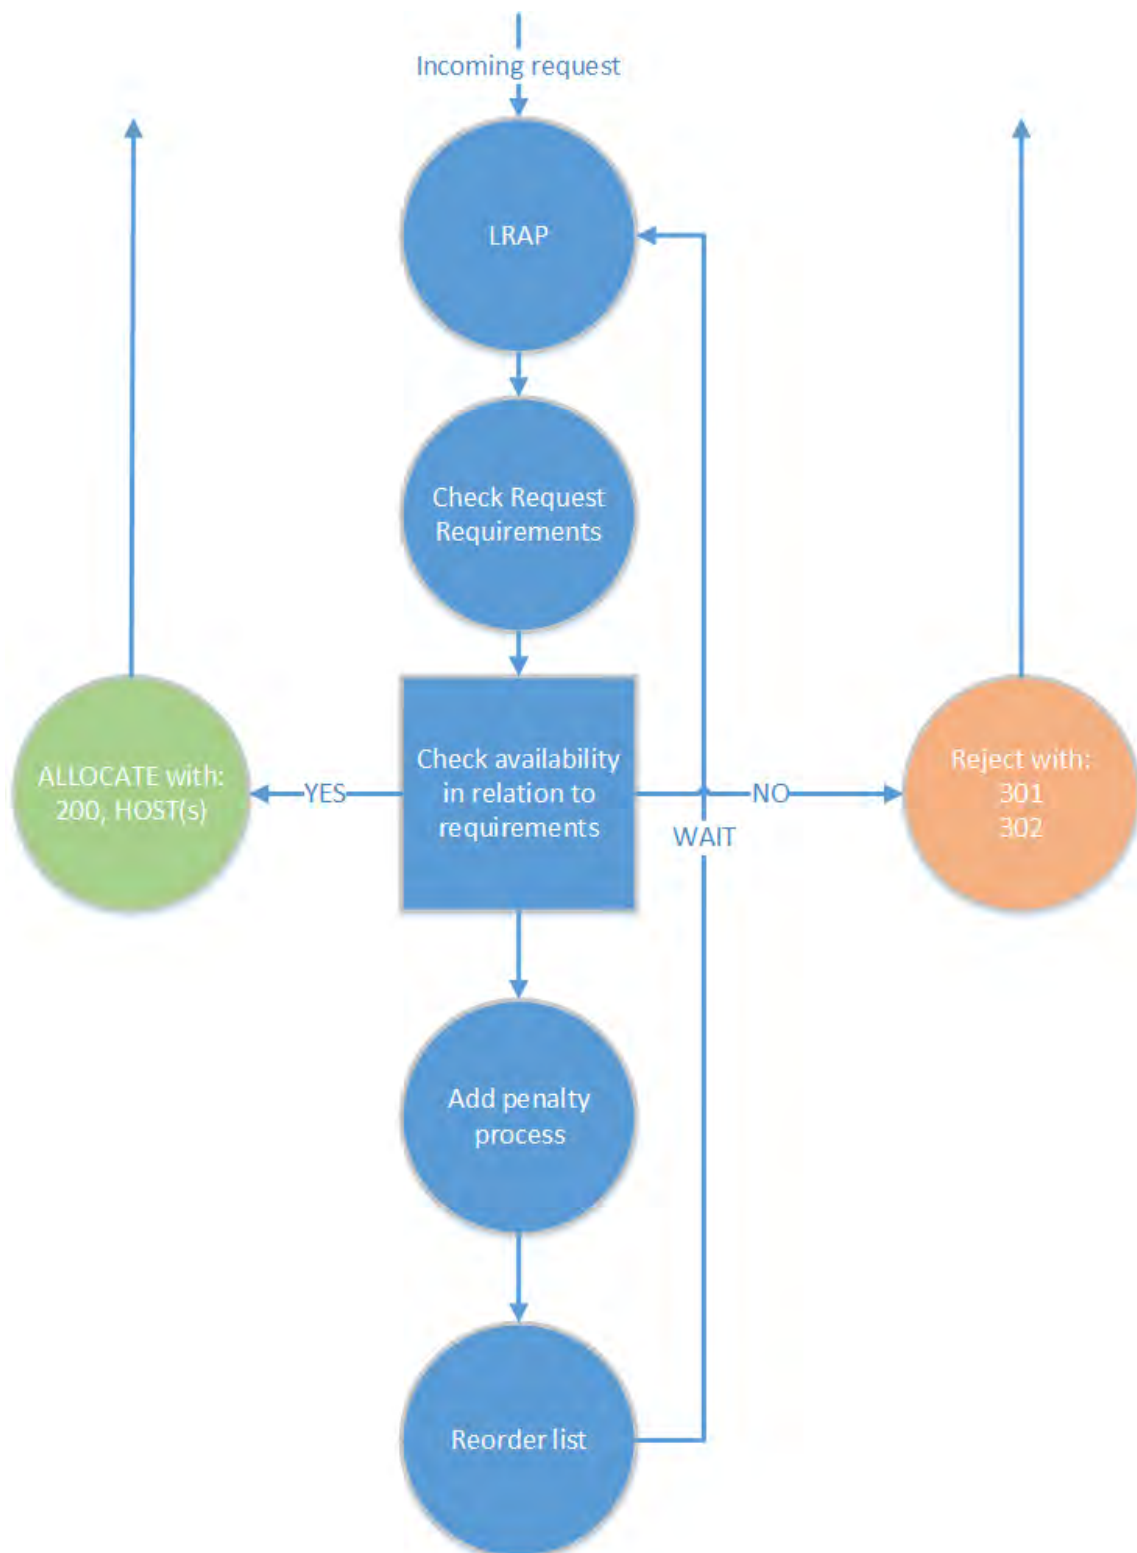 Incoming request
LRAP
Check Request
Requirements
ALLOCATE with:
200, HOST(s)
YES
Check availability
in relation to
requirements
NO
WAIT
Reject with:
301
302
Add penalty
process
Reorder list